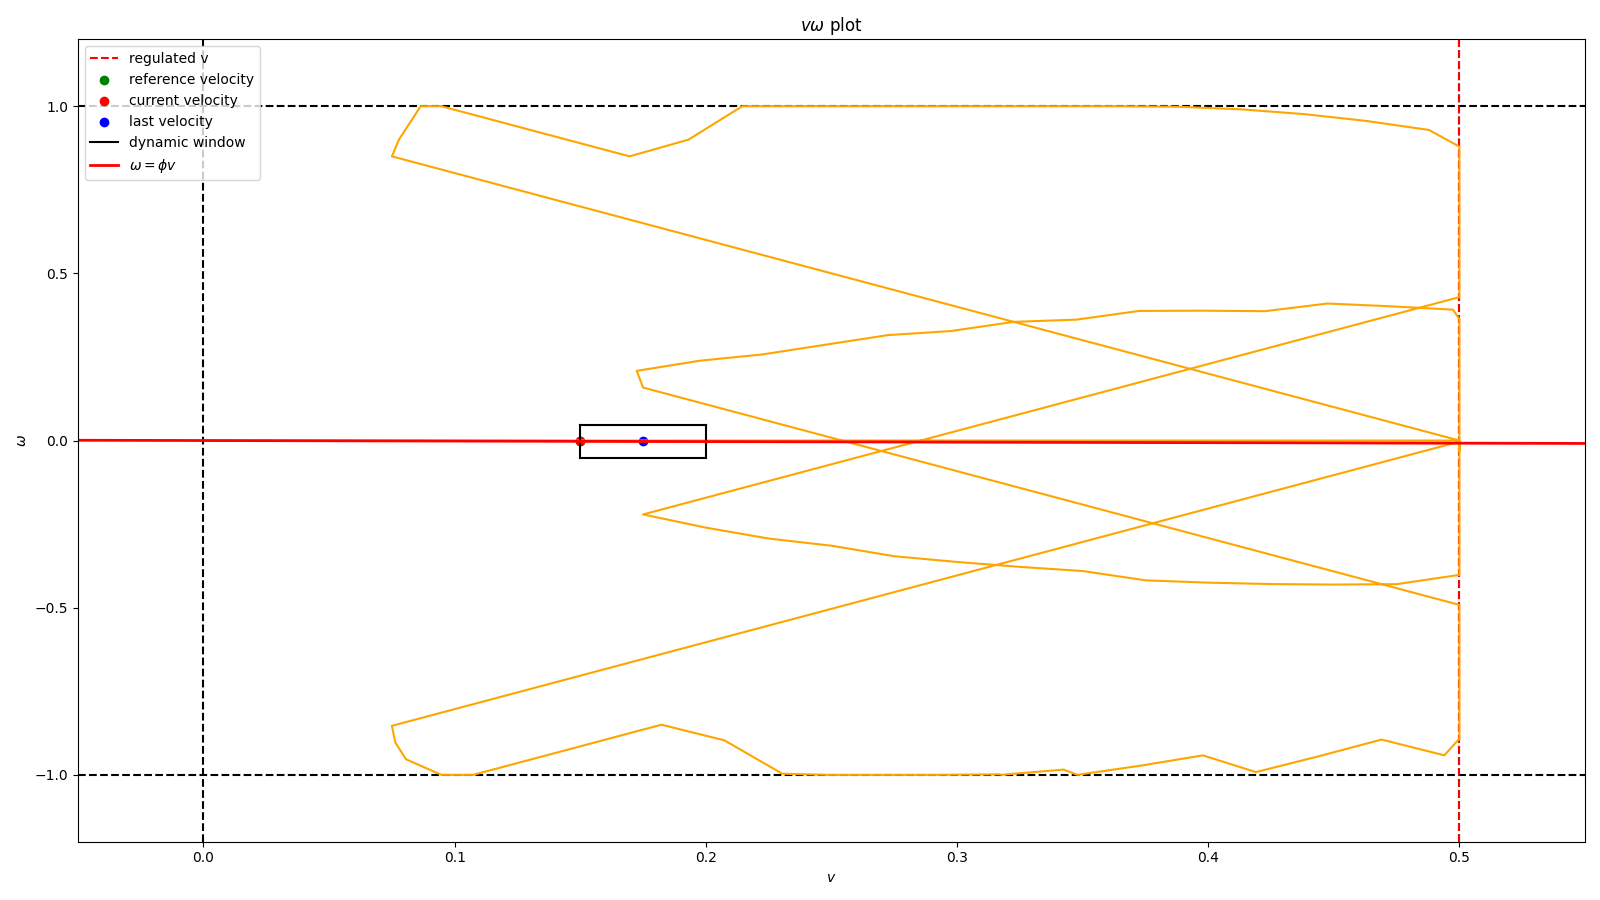 vω plot
regulated v
reference velocity
current velocity
last velocity
dynamic window
ω = ϕv
1.0
0.5
0.0
−0.5
−1.0
ω
0.0 0.1 0.2 0.3 0.4 0.5
v